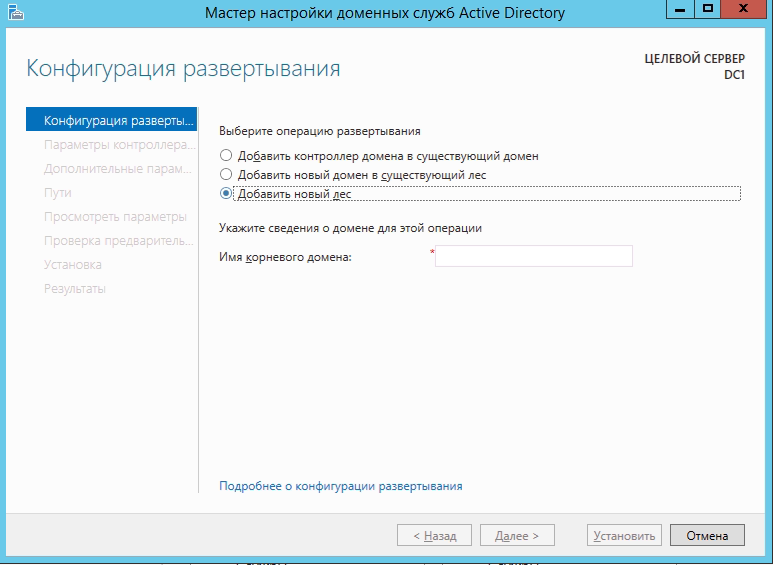 Мастер настройки доменных служб Active Directory
Конфигурация развертывания
ЦЕЛЕВОЙ СЕРВЕР
DC1
Конфигурация разверты...
Параметры контроллера...
Дополнительные парам...
Пути
Просмотреть параметры
Проверка предваритель...
Установка
Результаты
Выберите операцию развертывания
Добавить контроллер домена в существующий домен
Добавить новый домен в существующий лес
Добавить новый лес
Укажите сведения о домене для этой операции
Имя корневого домена: *
Подробнее о конфигурации развертывания
< Назад
Далее >
Установить
Отмена